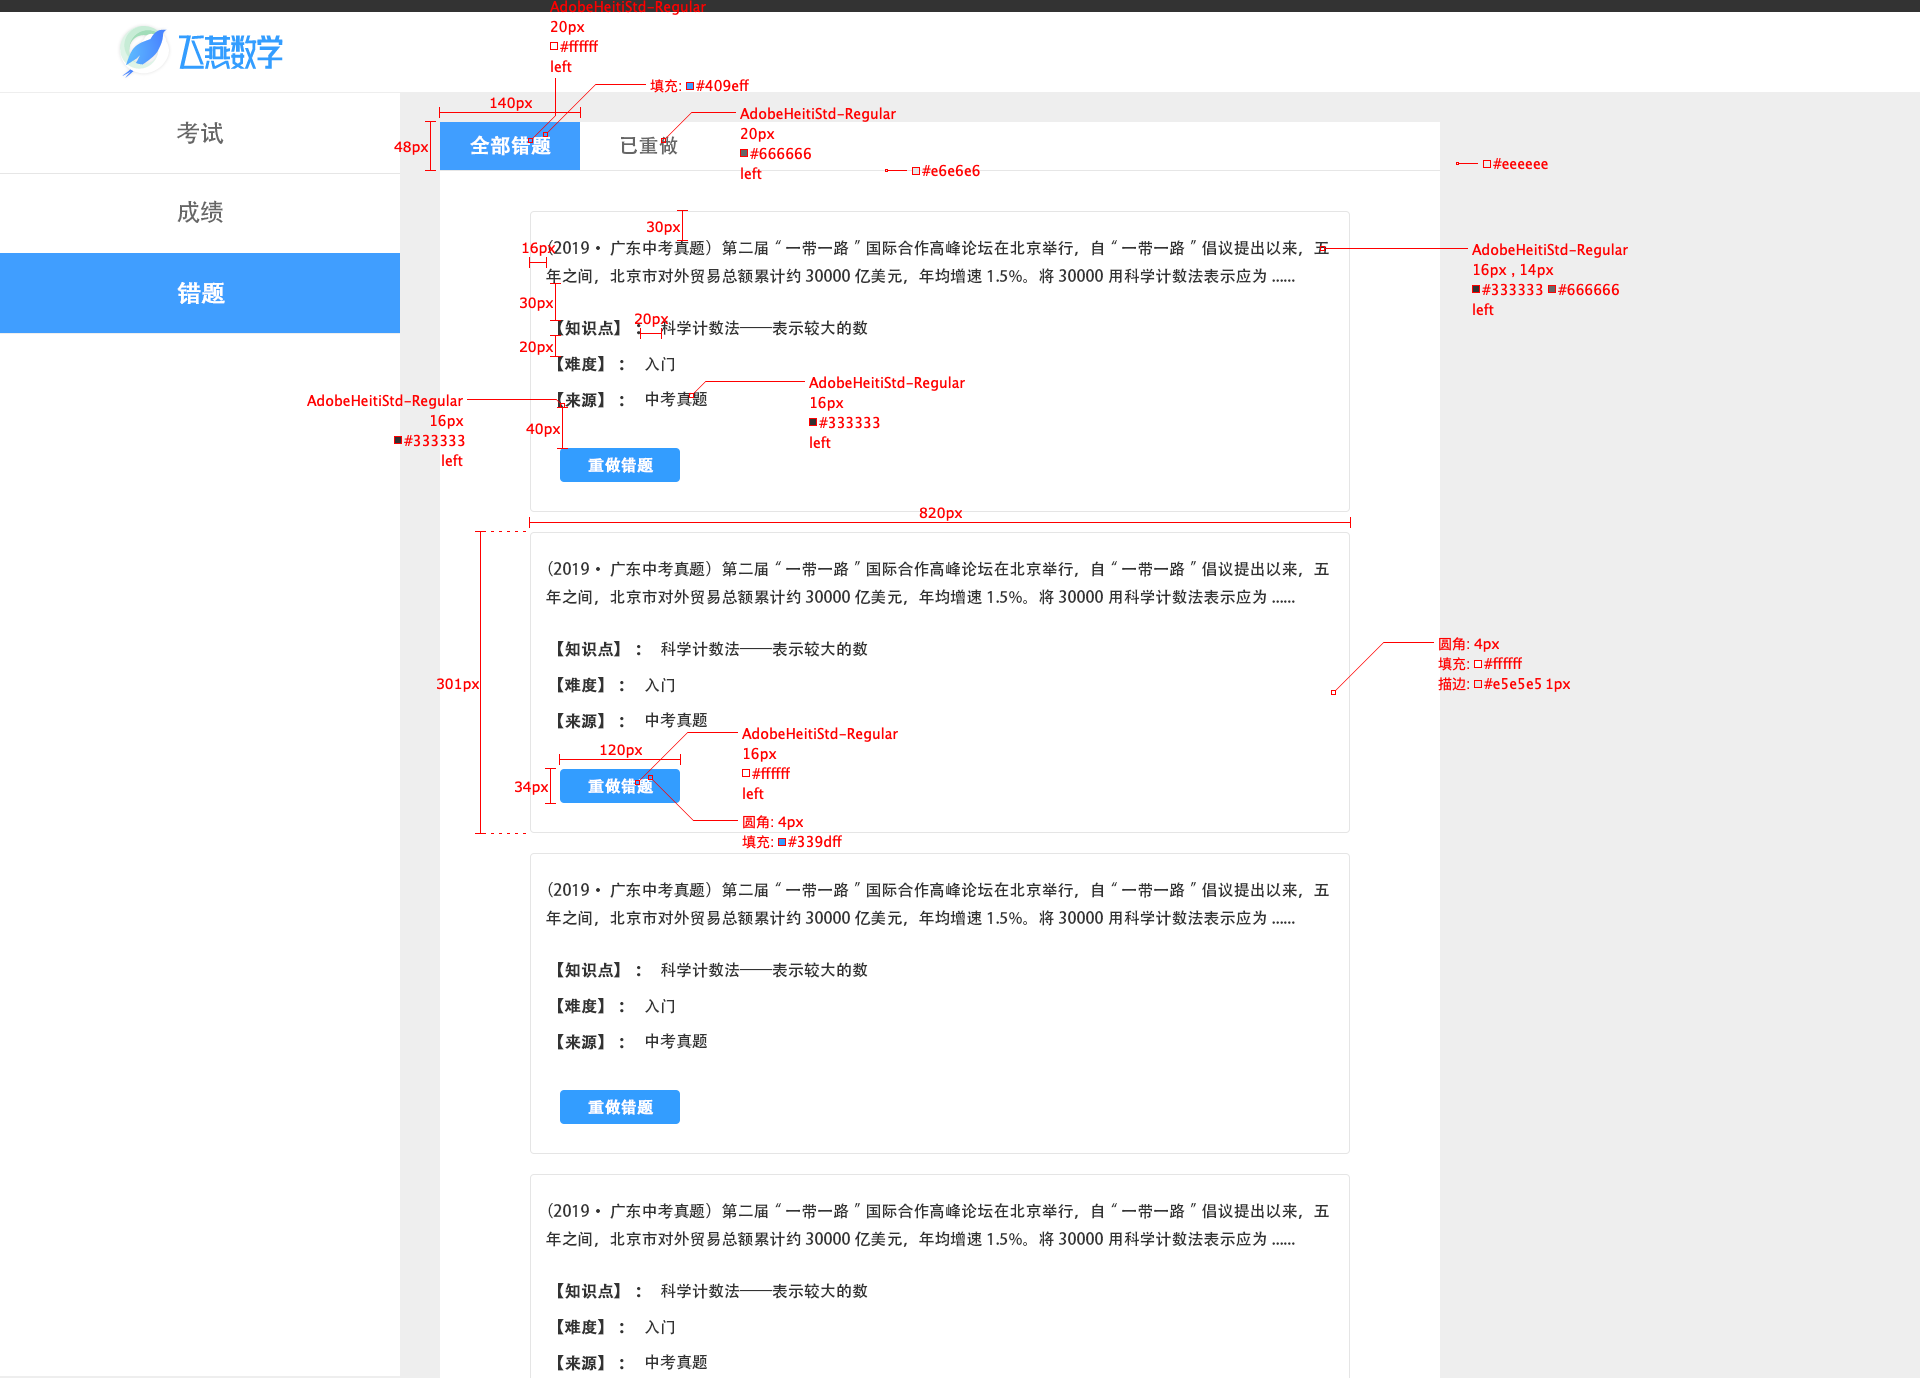 AdobeHeitiStd-Regular
20px
#ffffff
left
飞燕数学
填充: #409eff
140px
AdobeHeitiStd-Regular
20px
#666666
left
考试
48px
全部错题
已重做
#e6e6e6
#eeeeee
成绩
错题
30px
16px
(2019· 广东中考真题) 第二届“一带一路”国际合作高峰论坛在北京举行，自“一带一路”倡议提出以来，五
年之间，北京市对外贸易总额累计约 30000 亿美元，年均增速 1.5%。将 30000 用科学计数法表示应为 ......
AdobeHeitiStd-Regular
16px , 14px
#333333 #666666
left
30px
20px
【知识点】： 科学计数法——表示较大的数
20px
【难度】： 入门
【来源】： 中考真题
AdobeHeitiStd-Regular
16px
#333333
left
AdobeHeitiStd-Regular
16px
#333333
left
40px
重做错题
820px
(2019· 广东中考真题) 第二届“一带一路”国际合作高峰论坛在北京举行，自“一带一路”倡议提出以来，五
年之间，北京市对外贸易总额累计约 30000 亿美元，年均增速 1.5%。将 30000 用科学计数法表示应为 ......
【知识点】： 科学计数法——表示较大的数
【难度】： 入门
【来源】： 中考真题
301px
圆角: 4px
填充: #ffffff
描边: #e5e5e5 1px
AdobeHeitiStd-Regular
16px
#ffffff
left
120px
34px
重做错题
圆角: 4px
填充: #339dff
(2019· 广东中考真题) 第二届“一带一路”国际合作高峰论坛在北京举行，自“一带一路”倡议提出以来，五
年之间，北京市对外贸易总额累计约 30000 亿美元，年均增速 1.5%。将 30000 用科学计数法表示应为 ......
【知识点】： 科学计数法——表示较大的数
【难度】： 入门
【来源】： 中考真题
重做错题
(2019· 广东中考真题) 第二届“一带一路”国际合作高峰论坛在北京举行，自“一带一路”倡议提出以来，五
年之间，北京市对外贸易总额累计约 30000 亿美元，年均增速 1.5%。将 30000 用科学计数法表示应为 ......
【知识点】： 科学计数法——表示较大的数
【难度】： 入门
【来源】： 中考真题